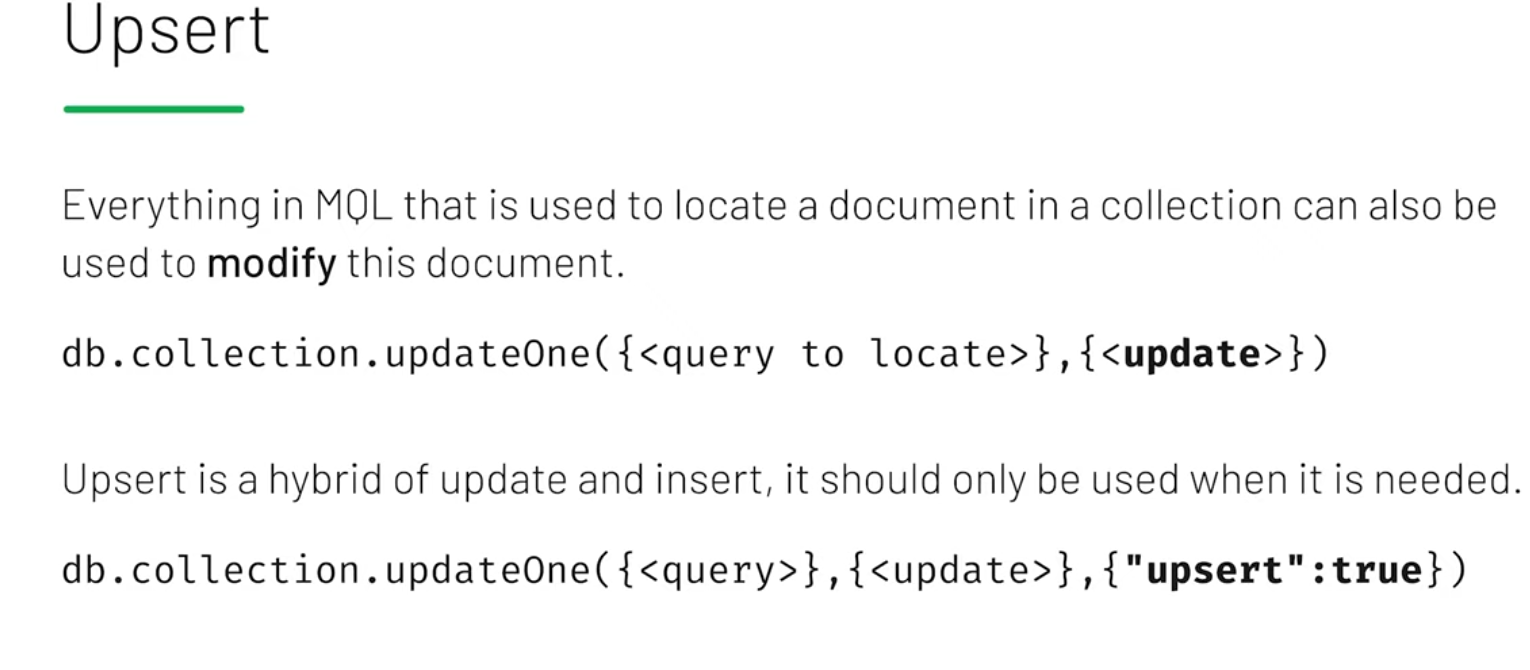 Upsert
Everything in MQL that is used to locate a document in a collection can also be
used to modify this document.
db.collection.updateOne({<query to locate>},{<update>})
Upsert is a hybrid of update and insert, it should only be used when it is needed.
db.collection.updateOne({<query>},{<update>},{"upsert":true})